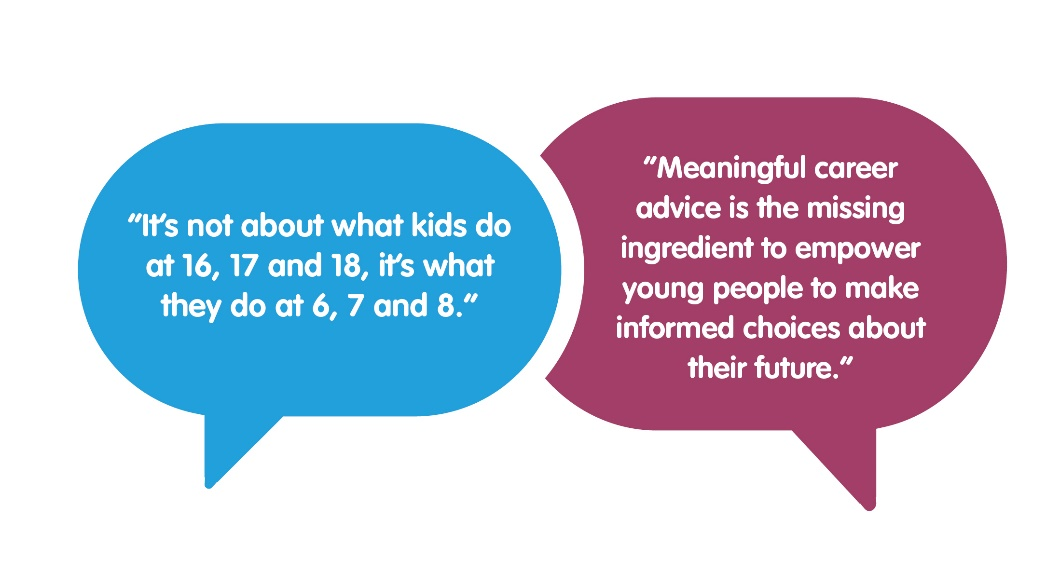 "It's not about what kids do
at 16, 17 and 18, it's what
they do at 6, 7 and 8."
"Meaningful career
advice is the missing
ingredient to empower
young people to make
informed choices about
their future."